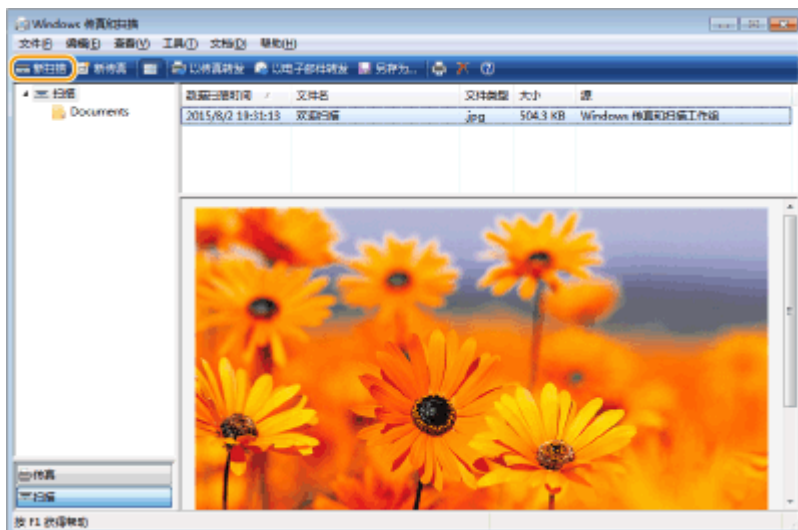 Windows 传真和扫描
文件(F) 编辑(E) 查看(V) 工具(T) 文档(D) 帮助(H)
新扫描 新传真 以传真转发 以电子邮件转发 另存为...
扫描
Documents
数据扫描时间 文件名 文件类型 大小 源
2015/8/2 19:31:13 欢迎扫描 .jpg 504.3 KB Windows 传真和扫描工作组
传真
扫描
按 F1 获得帮助